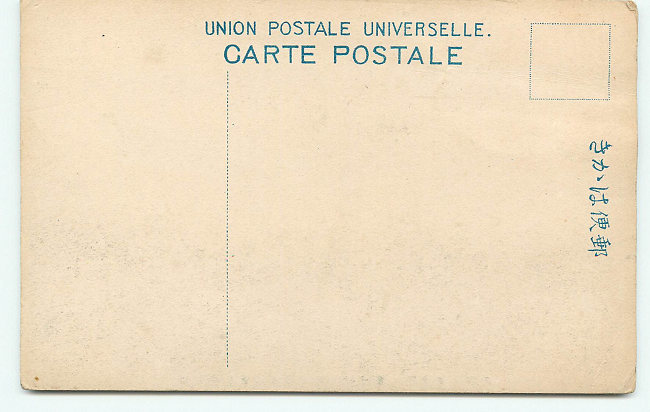 UNION POSTALE UNIVERSELLE.
CARTE POSTALE
きかは便郵